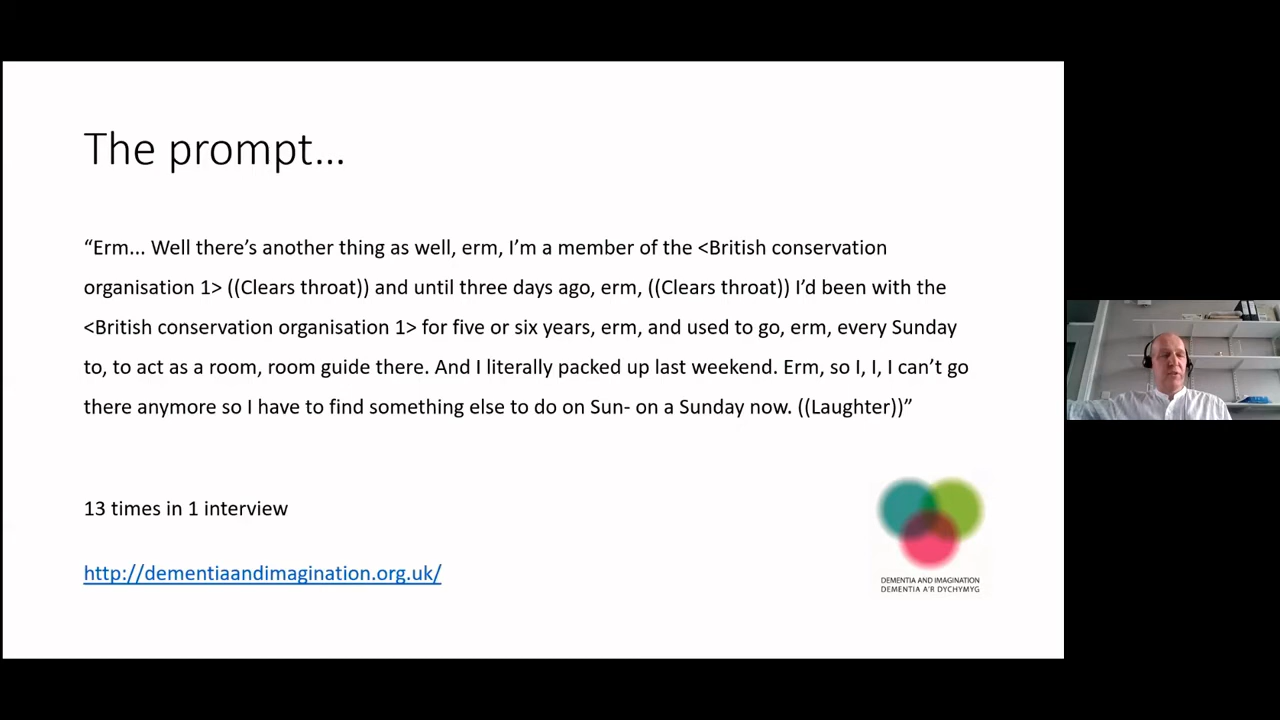 The prompt…
“Erm... Well there’s another thing as well, erm, I’m a member of the <British conservation
organisation 1> ((Clears throat)) and until three days ago, erm, ((Clears throat)) I’d been with the
<British conservation organisation 1> for five or six years, erm, and used to go, erm, every Sunday
to, to act as a room, room guide there. And I literally packed up last weekend. Erm, so I, I, I can’t go
there anymore so I have to find something else to do on Sun- on a Sunday now. ((Laughter))”
13 times in 1 interview
http://dementiaandimagination.org.uk/
DEMENTIA AND IMAGINATION
DEMENTIA A'R DYCHYMYG